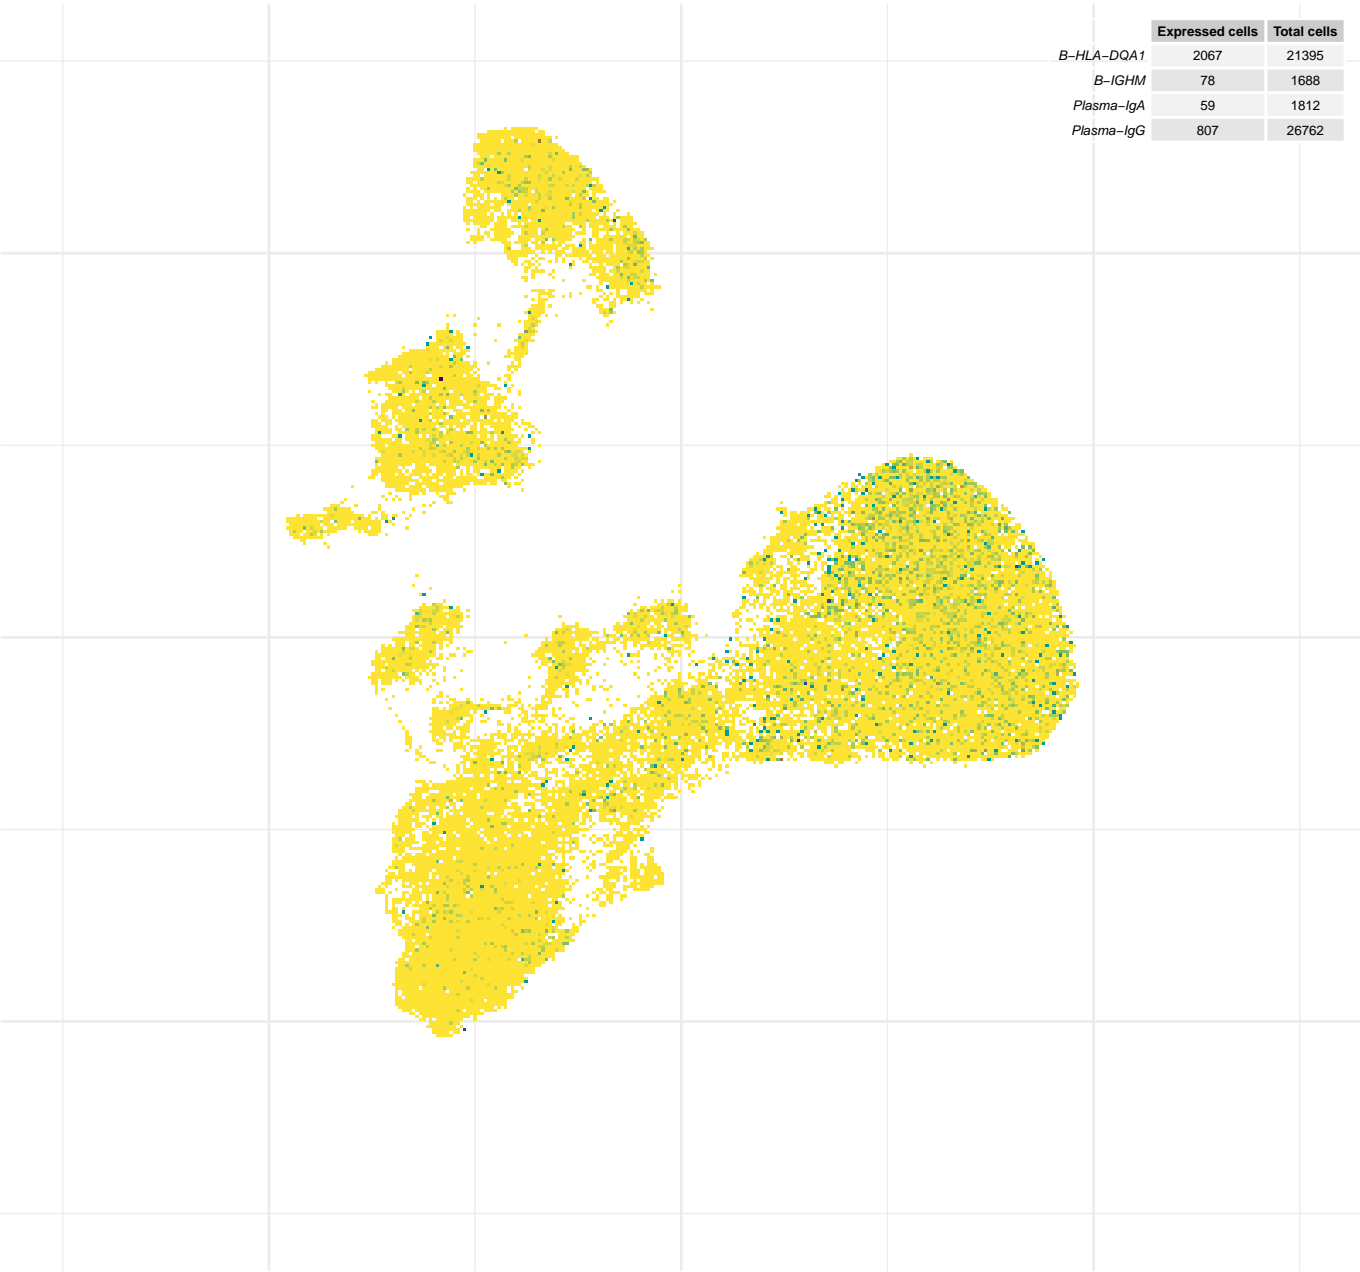 Expressed cells Total cells
B−HLA−DQA1 2067 21395
B−IGHM 78 1688
Plasma−IgA 59 1812
Plasma−IgG 807 26762